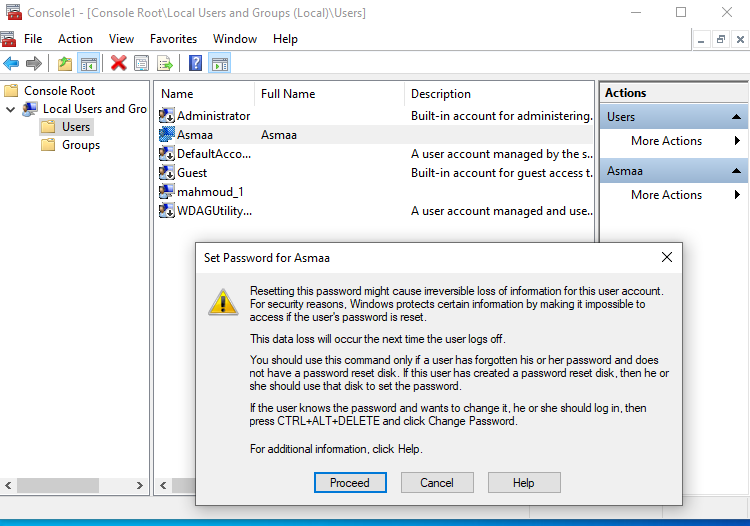 Console1 - [Console Root\Local Users and Groups (Local)\Users]
File Action View Favorites Window Help
Console Root
Local Users and Gro
Users
Groups
Name Full Name Description
Administrator Built-in account for administering...
Asmaa Asmaa
DefaultAcco... A user account managed by the s...
Guest Built-in account for guest access t...
mahmoud_1
WDAGUtility... A user account managed and use...
Actions
Users
More Actions
Asmaa
More Actions
Set Password for Asmaa
Resetting this password might cause irreversible loss of information for this user account.
For security reasons, Windows protects certain information by making it impossible to
access if the user's password is reset.
This data loss will occur the next time the user logs off.
You should use this command only if a user has forgotten his or her password and does
not have a password reset disk. If this user has created a password reset disk, then he or
she should use that disk to set the password.
If the user knows the password and wants to change it, he or she should log in, then
press CTRL+ALT+DELETE and click Change Password.
For additional information, click Help.
Proceed Cancel Help